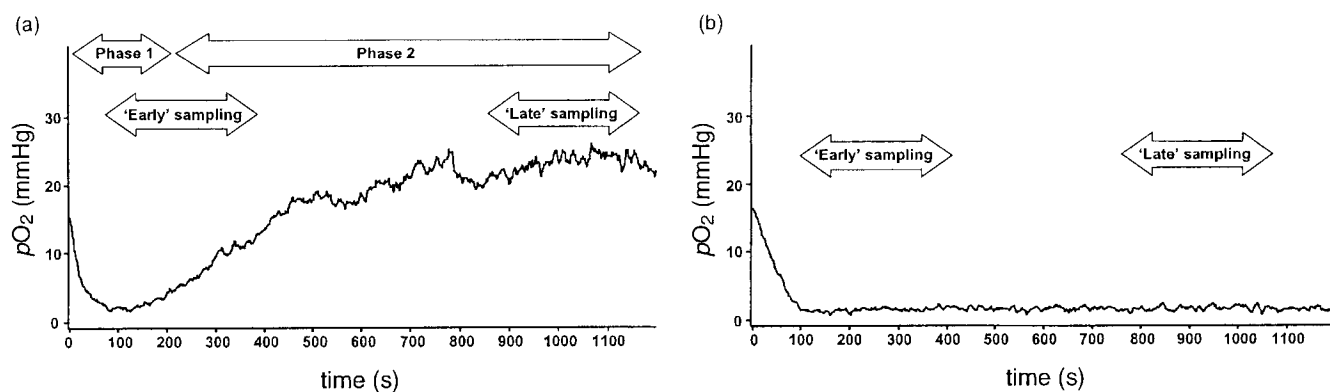 (a)
Phase 1
Phase 2
'Early' sampling
'Late' sampling
pO2 (mmHg)
30
20
10
0
0 100 200 300 400 500 600 700 800 900 1000 1100
time (s)
(b)
'Early' sampling
'Late' sampling
pO2 (mmHg)
30
20
10
0
0 100 200 300 400 500 600 700 800 900 1000 1100
time (s)